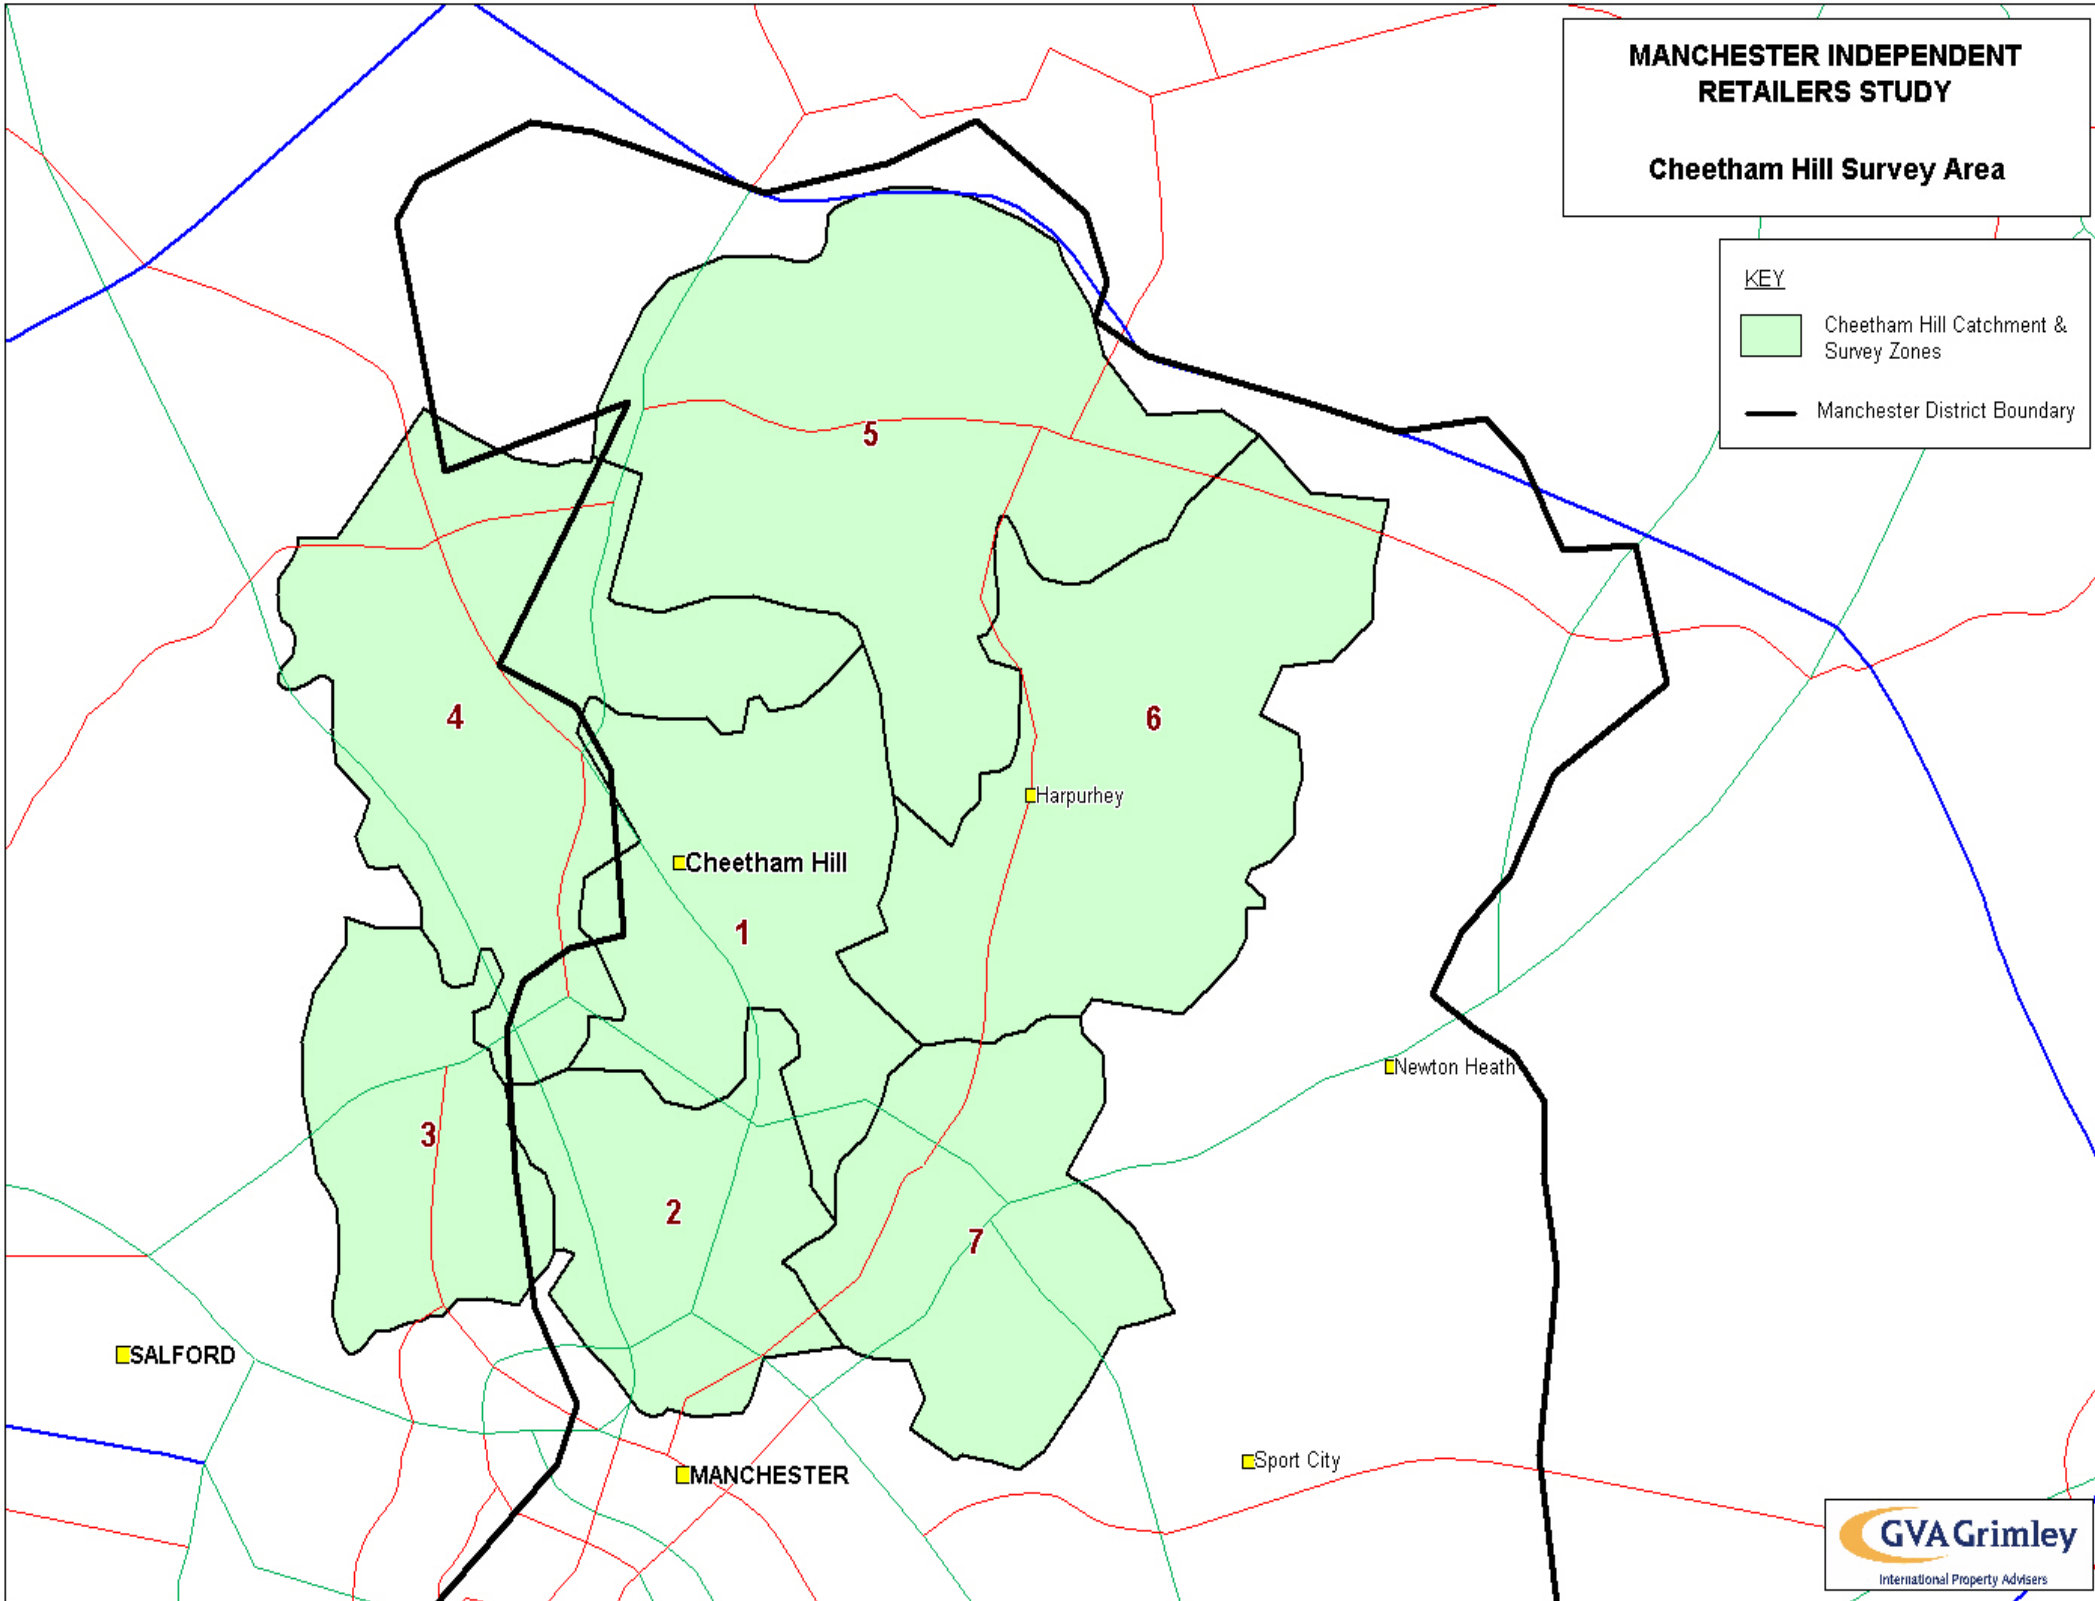 MANCHESTER INDEPENDENT
RETAILERS STUDY
Cheetham Hill Survey Area
KEY
Cheetham Hill Catchment &
Survey Zones
Manchester District Boundary
5
4
6
Harpurhey
Cheetham Hill
1
Newton Heath
3
2
7
SALFORD
Sport City
MANCHESTER
GVA Grimley
International Property Advisers